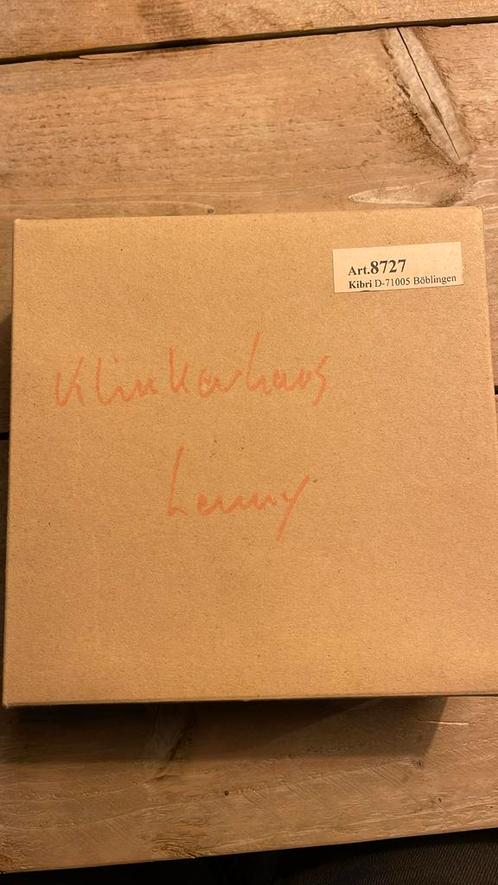 Art.8727
Kibri D-71005 Böblingen
Klinkerhaus
Lenny